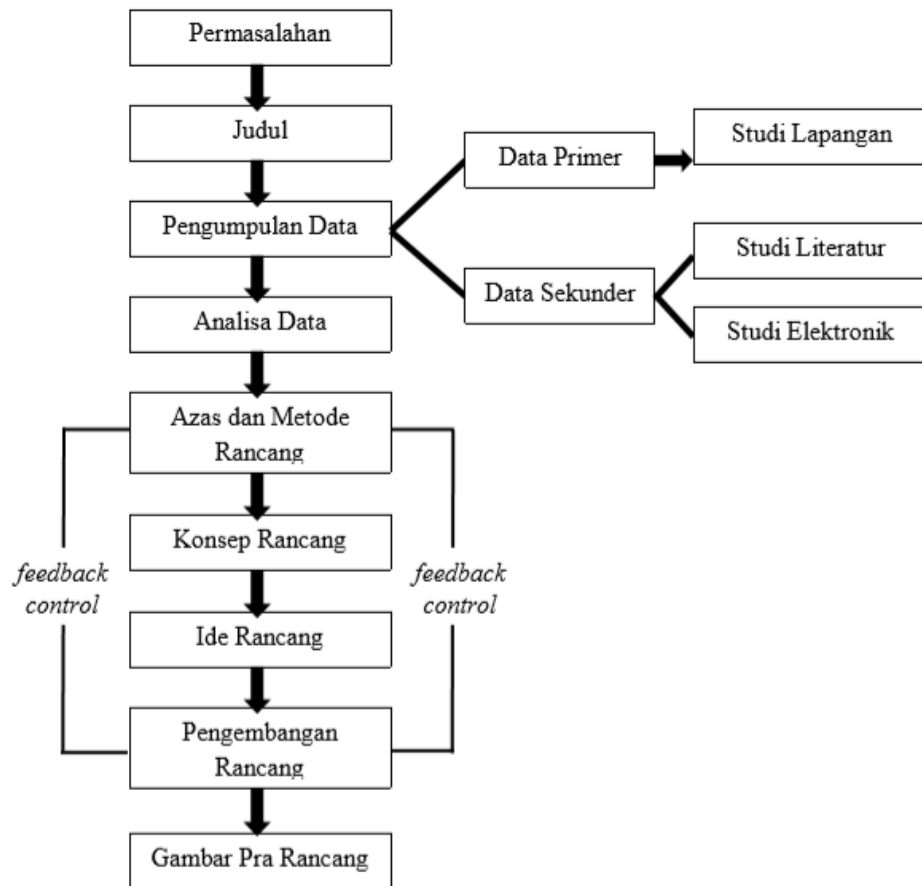 Permasalahan
Judul
Pengumpulan Data
Data Primer
Studi Lapangan
Data Sekunder
Studi Literatur
Studi Elektronik
Analisa Data
Azas dan Metode
Rancang
feedback
control
feedback
control
Konsep Rancang
Ide Rancang
Pengembangan
Rancang
Gambar Pra Rancang